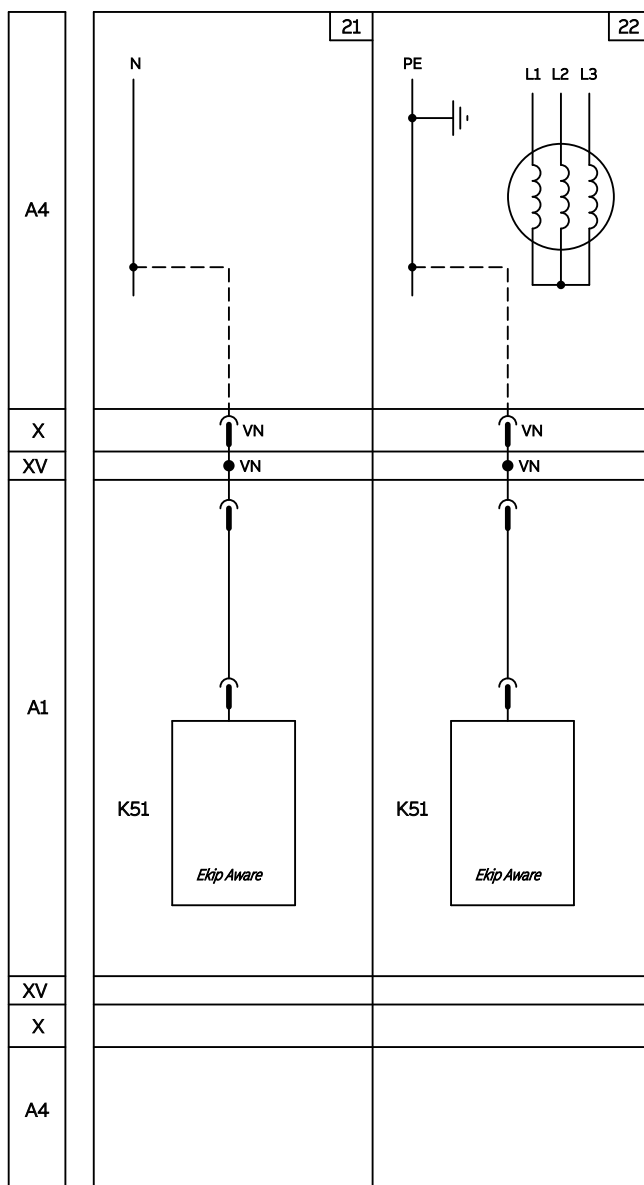 21
22
N
PE
L1 L2 L3
A4
X
VN
VN
XV
VN
VN
A1
K51
K51
Ekip Aware
Ekip Aware
XV
X
A4